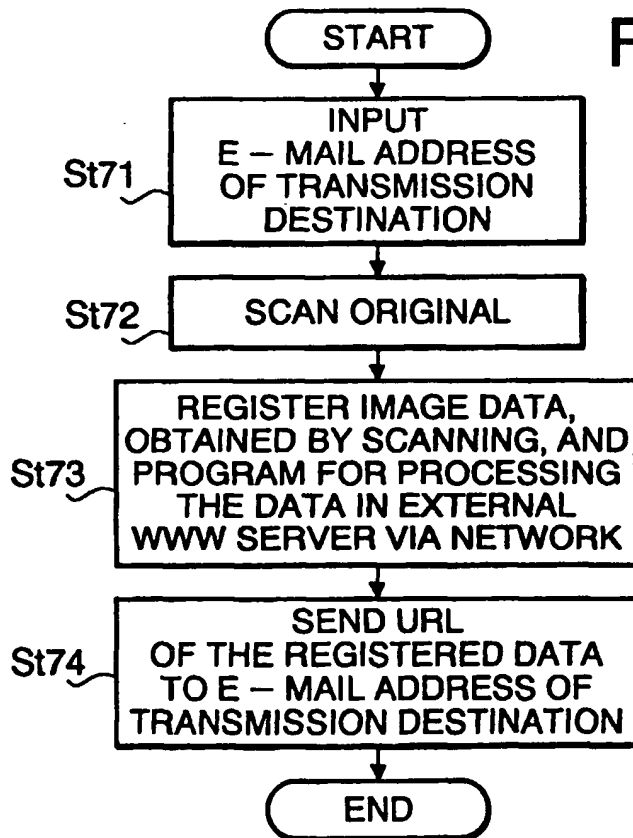 START
F
INPUT
E – MAIL ADDRESS
OF TRANSMISSION
DESTINATION
St71
SCAN ORIGINAL
St72
REGISTER IMAGE DATA,
OBTAINED BY SCANNING, AND
PROGRAM FOR PROCESSING
THE DATA IN EXTERNAL
WWW SERVER VIA NETWORK
St73
SEND URL
OF THE REGISTERED DATA
TO E – MAIL ADDRESS OF
TRANSMISSION DESTINATION
St74
END